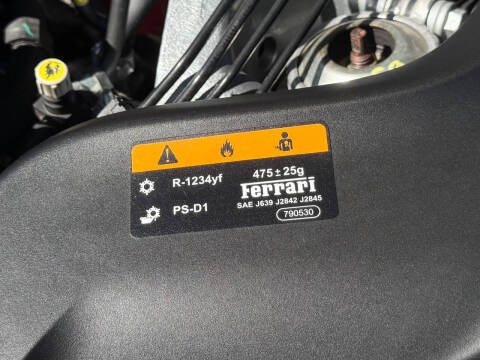 R-1234yf 475 ± 25g
Ferrari
PS-D1 SAE J639 J2842 J2845
790530